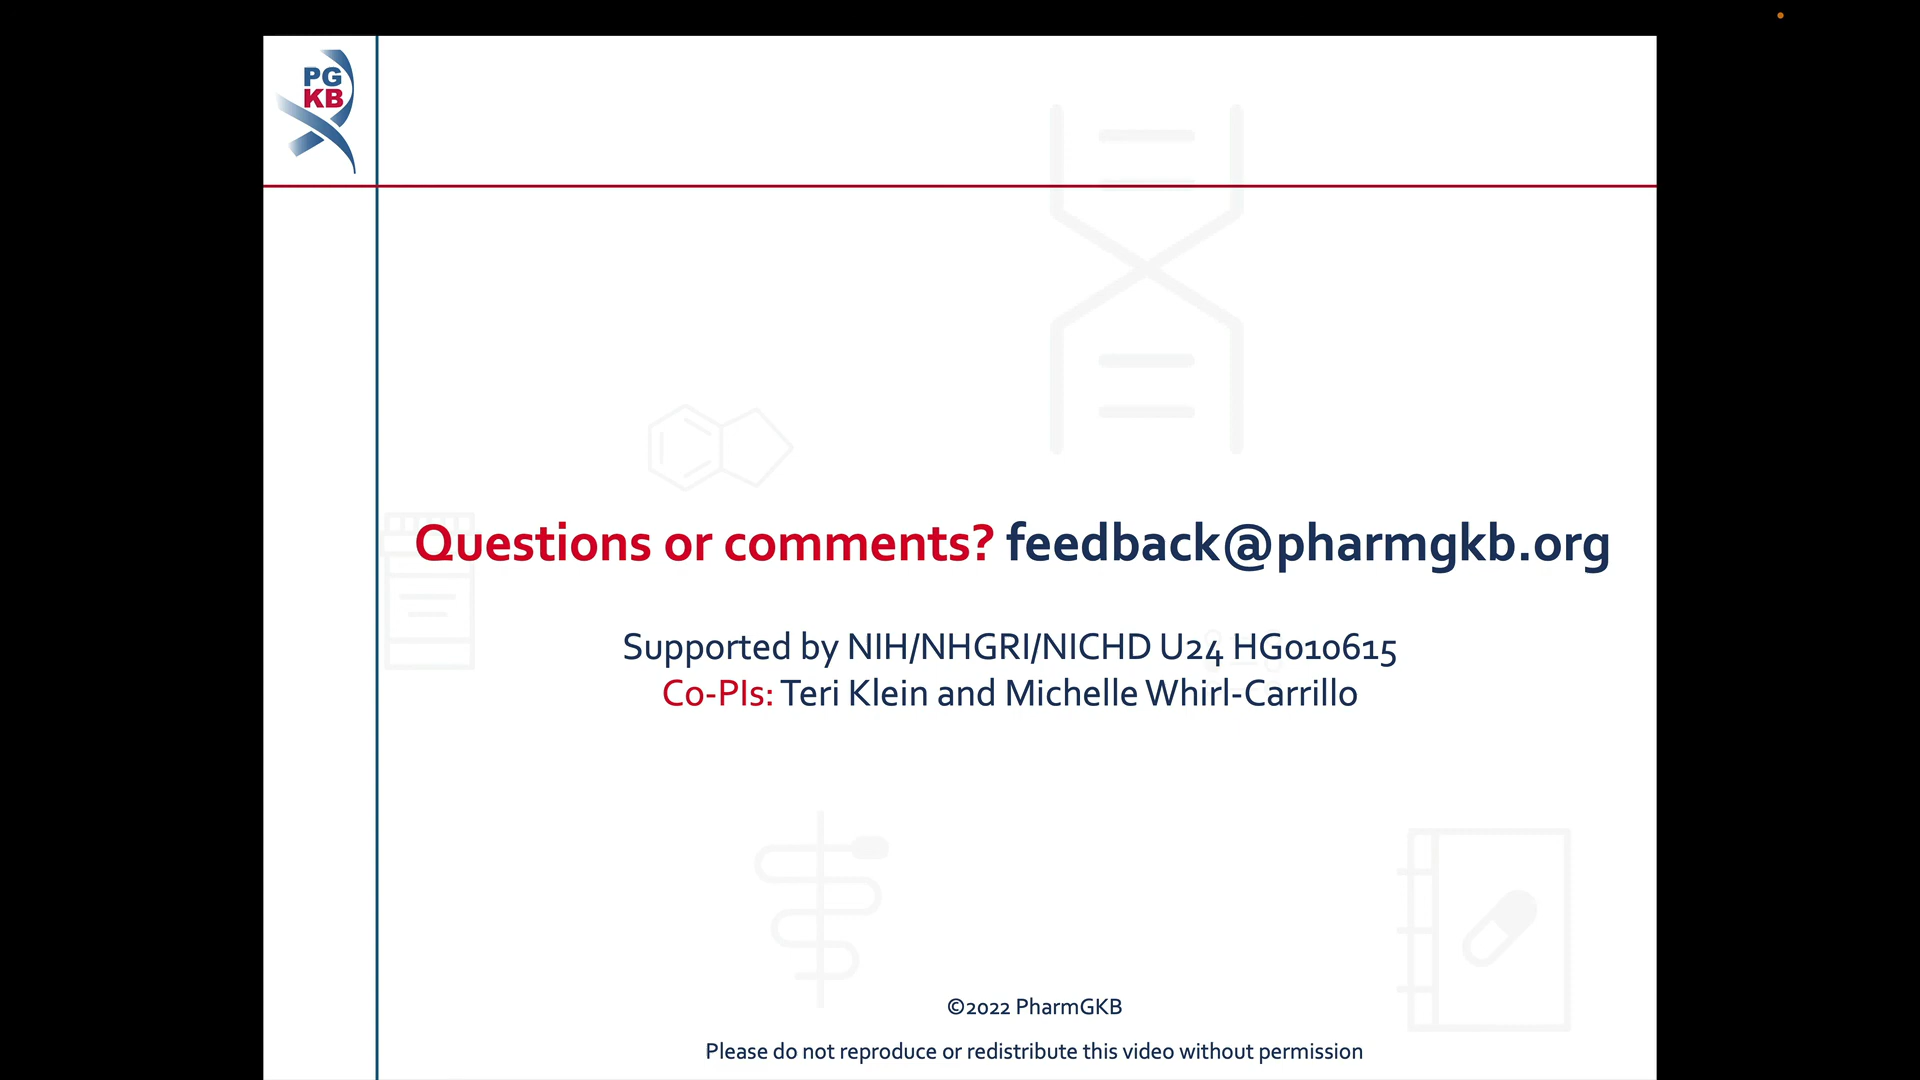 PG
KB
Questions or comments? feedback@pharmgkb.org
Supported by NIH/NHGRI/NICHD U24 HG010615
Co-PIs: Teri Klein and Michelle Whirl-Carrillo
©2022 PharmGKB
Please do not reproduce or redistribute this video without permission